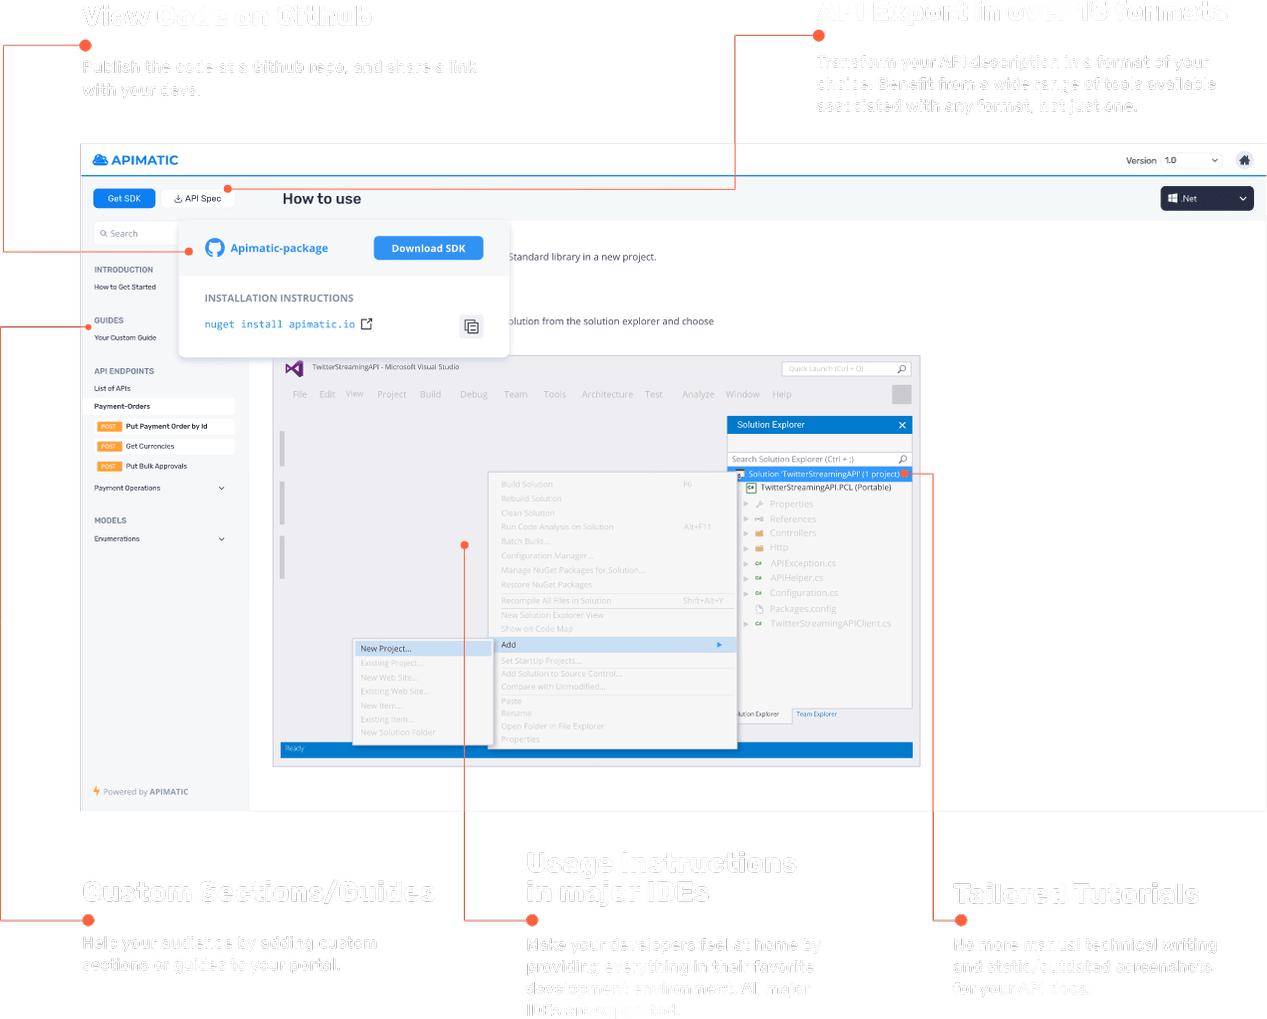 View Code on Github
Publish the code at a Github repo, and share a link
with your devs.
API Export in over 15 formats
Transform your API description in a format of your
choice. Benefit from a wide range of tools available
associated with any format, not just one.
APIMATIC
Version 1.0
Get SDK
API Spec
How to use
.Net
Search
Apimatic-package
Download SDK
Standard library in a new project.
INTRODUCTION
How to Get Started
INSTALLATION INSTRUCTIONS
nuget install apimatic.io
olution from the solution explorer and choose
GUIDES
Your Custom Guide
API ENDPOINTS
List of APIs
Payment-Orders
POST Put Payment Order by Id
POST Get Currencies
POST Put Bulk Approvals
Payment Operations
MODELS
Enumerations
Powered by APIMATIC
TwitterStreamingAPI - Microsoft Visual Studio
Quick Launch (Ctrl + Q)
File Edit View Project Build Debug Team Tools Architecture Test Analyze Window Help
Solution Explorer
Search Solution Explorer (Ctrl + ;)
Solution 'TwitterStreamingAPI' (1 project)
TwitterStreamingAPI.PCL (Portable)
Properties
References
Controllers
Http
APIException.cs
APIHelper.cs
Configuration.cs
Packages.config
TwitterStreamingAPIClient.cs
lution Explorer
Team Explorer
Build Solution F6
Rebuild Solution
Clean Solution
Run Code Analysis on Solution Alt+F11
Batch Build...
Configuration Manager...
Manage NuGet Packages for Solution...
Restore NuGet Packages
Recompile All Files in Solution Shift+Alt+Y
New Solution Explorer View
Show on Code Map
Add
Set StartUp Projects...
Add Solution to Source Control...
Compare with Unmodified...
Paste
Rename
Open Folder in File Explorer
Properties
New Project...
Existing Project...
New Web Site...
Existing Web Site...
New Item...
Existing Item...
New Solution Folder
Ready
Custom Sections/Guides
Help your audience by adding custom
sections or guides to your portal.
Usage Instructions
in major IDEs
Make your developers feel at home by
providing everything in their favorite
development environment. All major
IDEs are supported.
Tailored Tutorials
No more manual technical writing
and static/outdated screenshots
for your API docs.